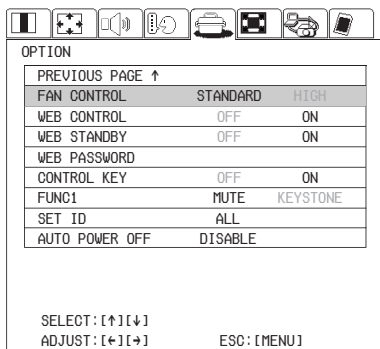 OPTION
PREVIOUS PAGE ↑
FAN CONTROL STANDARD HIGH
WEB CONTROL OFF ON
WEB STANDBY OFF ON
WEB PASSWORD
CONTROL KEY OFF ON
FUNC1 MUTE KEYSTONE
SET ID ALL
AUTO POWER OFF DISABLE
SELECT:[↑][↓]
ADJUST:[←][→] ESC:[MENU]